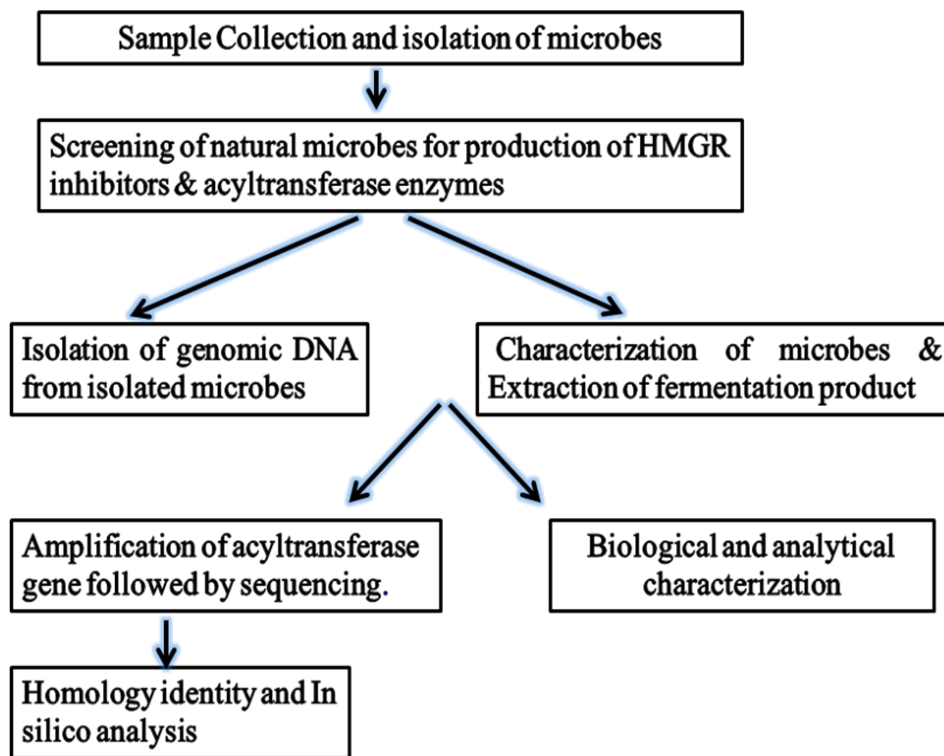 Sample Collection and isolation of microbes
Screening of natural microbes for production of HMGR
inhibitors & acyltransferase enzymes
Isolation of genomic DNA
from isolated microbes
Characterization of microbes &
Extraction of fermentation product
Amplification of acyltransferase
gene followed by sequencing.
Biological and analytical
characterization
Homology identity and In
silico analysis